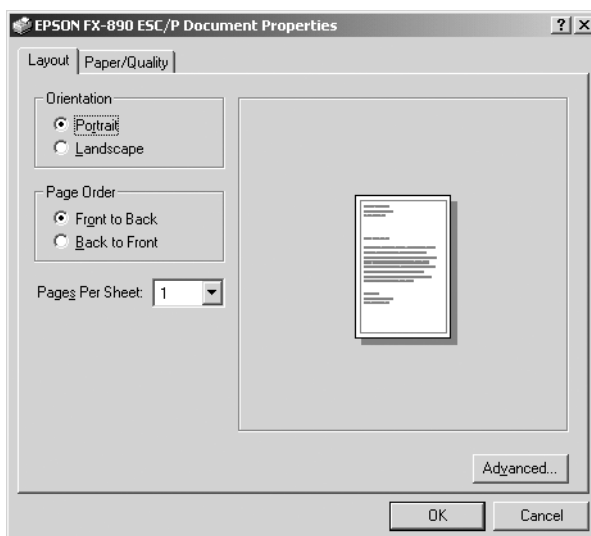 EPSON FX-890 ESC/P Document Properties
Layout
Paper/Quality
Orientation
Portrait
Landscape
Page Order
Front to Back
Back to Front
Pages Per Sheet: 1
Advanced...
OK
Cancel